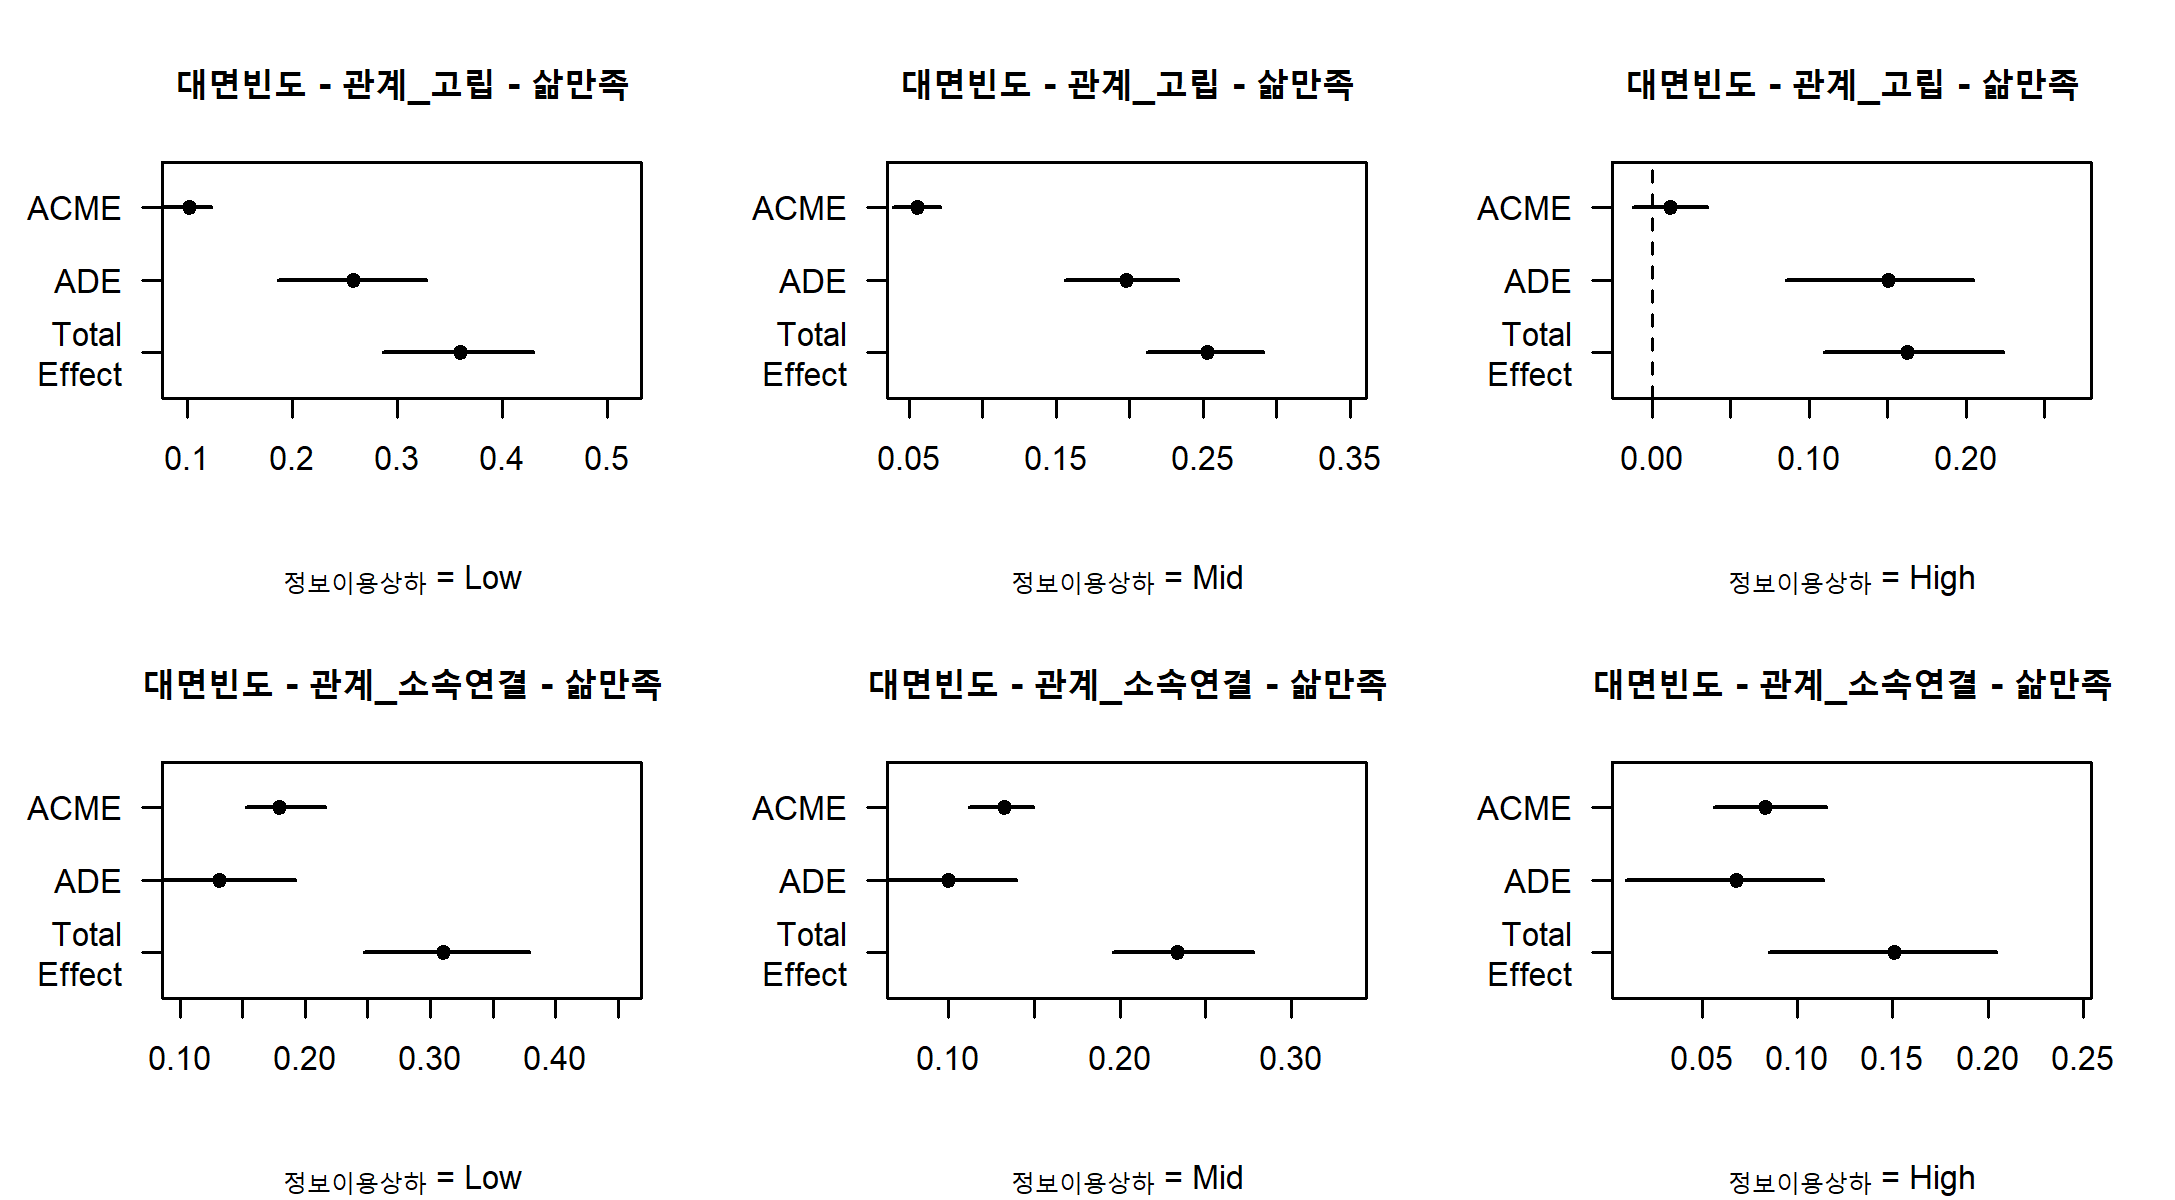 대면빈도 - 관계_고립 - 삶만족
ACME
ADE
Total
Effect
0.1 0.2 0.3 0.4 0.5
정보이용상하 = Low
대면빈도 - 관계_고립 - 삶만족
ACME
ADE
Total
Effect
0.05 0.15 0.25 0.35
정보이용상하 = Mid
대면빈도 - 관계_고립 - 삶만족
ACME
ADE
Total
Effect
0.00 0.10 0.20
정보이용상하 = High
대면빈도 - 관계_소속연결 - 삶만족
ACME
ADE
Total
Effect
0.10 0.20 0.30 0.40
정보이용상하 = Low
대면빈도 - 관계_소속연결 - 삶만족
ACME
ADE
Total
Effect
0.10 0.20 0.30
정보이용상하 = Mid
대면빈도 - 관계_소속연결 - 삶만족
ACME
ADE
Total
Effect
0.05 0.10 0.15 0.20 0.25
정보이용상하 = High